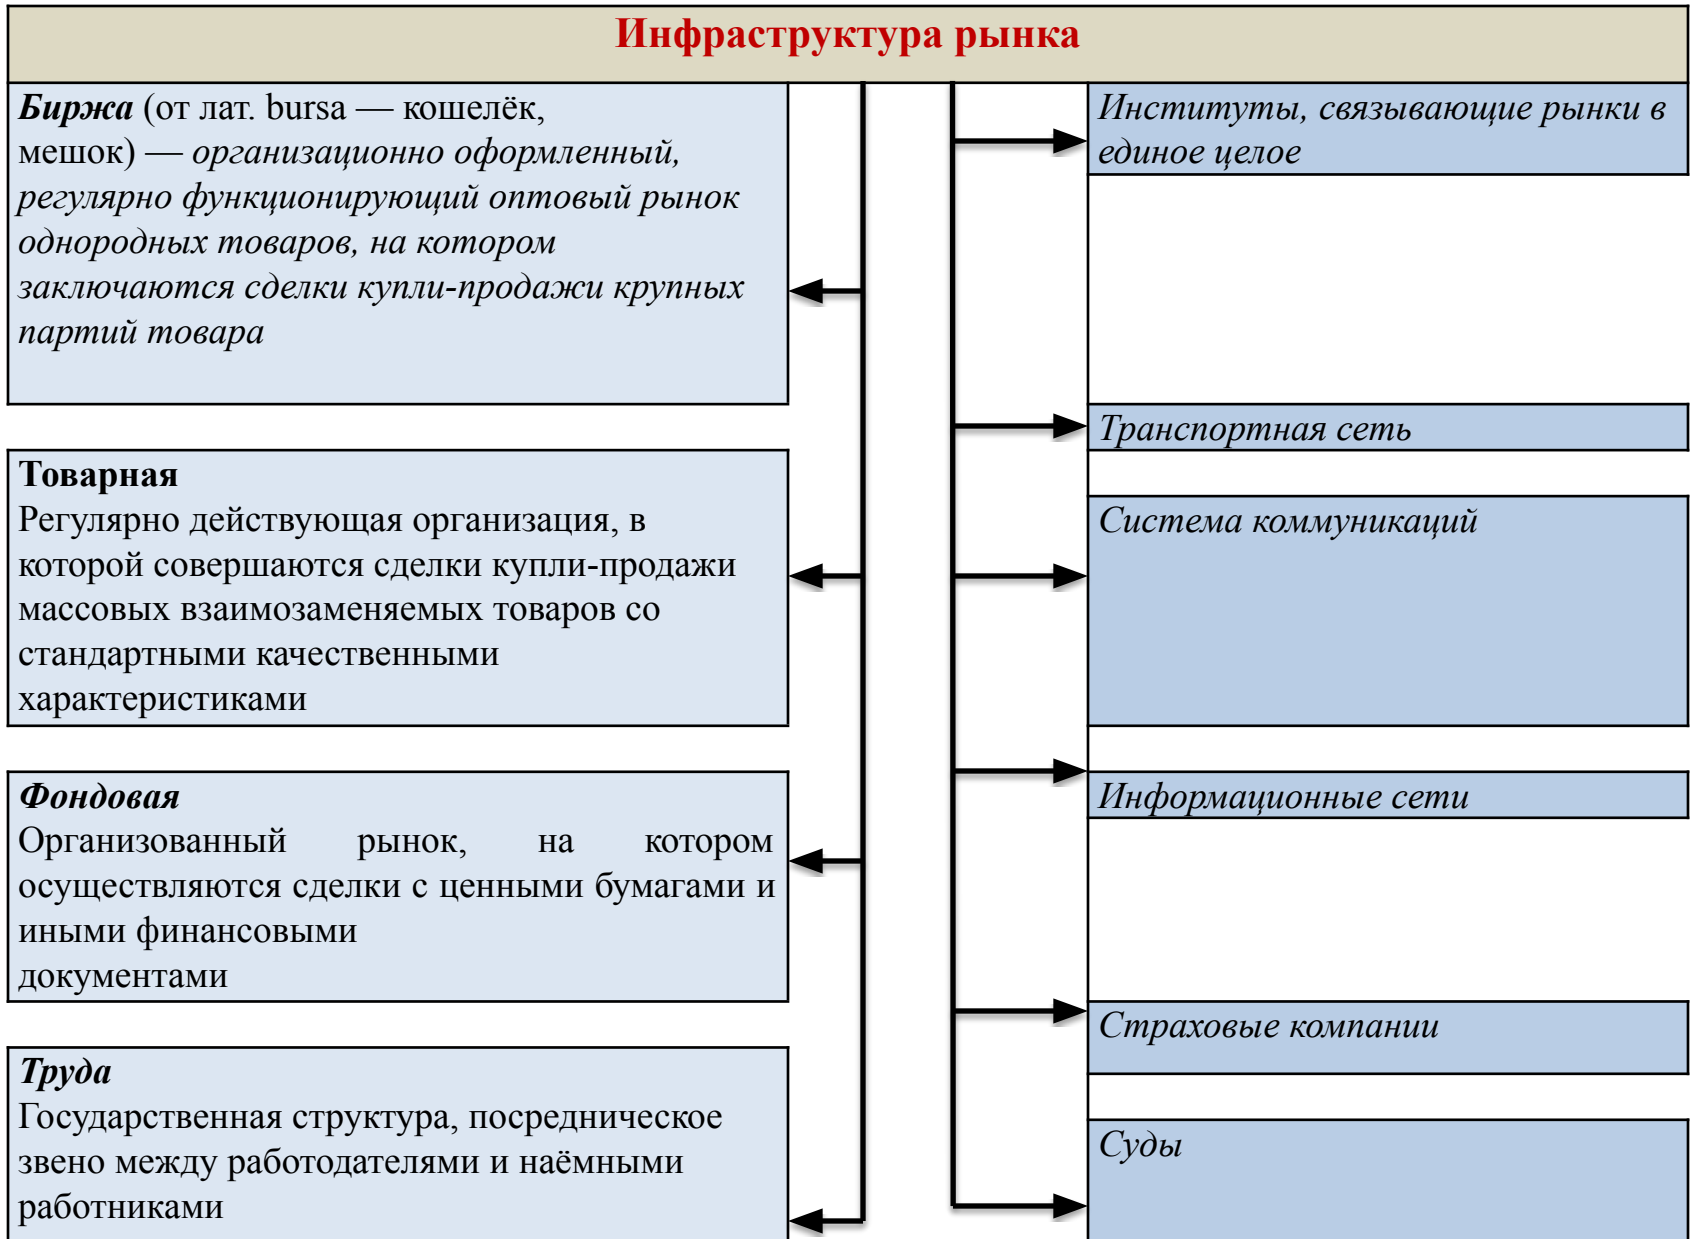 Инфраструктура рынка
Биржа (от лат. bursa — кошелёк,
мешок) — организационно оформленный,
регулярно функционирующий оптовый рынок
однородных товаров, на котором
заключаются сделки купли-продажи крупных
партий товара
Товарная
Регулярно действующая организация, в
которой совершаются сделки купли-продажи
массовых взаимозаменяемых товаров со
стандартными качественными
характеристиками
Фондовая
Организованный рынок, на котором
осуществляются сделки с ценными бумагами и
иными финансовыми
документами
Труда
Государственная структура, посредническое
звено между работодателями и наёмными
работниками
Институты, связывающие рынки в
единое целое
Транспортная сеть
Система коммуникаций
Информационные сети
Страховые компании
Суды